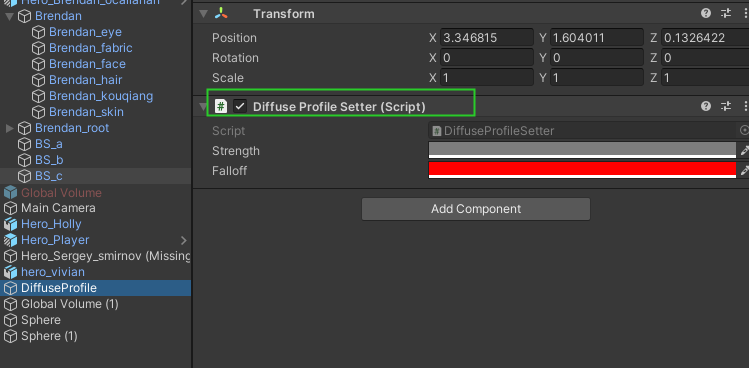 Hero_Brendan_ocallahan
Brendan
Brendan_eye
Brendan_fabric
Brendan_face
Brendan_hair
Brendan_kouqiang
Brendan_skin
Brendan_root
BS_a
BS_b
BS_c
Global Volume
Main Camera
Hero_Holly
Hero_Player
Hero_Sergey_smirnov (Missing
hero_vivian
DiffuseProfile
Global Volume (1)
Sphere
Sphere (1)
Transform
Position X 3.346815 Y 1.604011 Z 0.1326422
Rotation X 0 Y 0 Z 0
Scale X 1 Y 1 Z 1
# Diffuse Profile Setter (Script)
Script # DiffuseProfileSetter
Strength
Falloff
Add Component